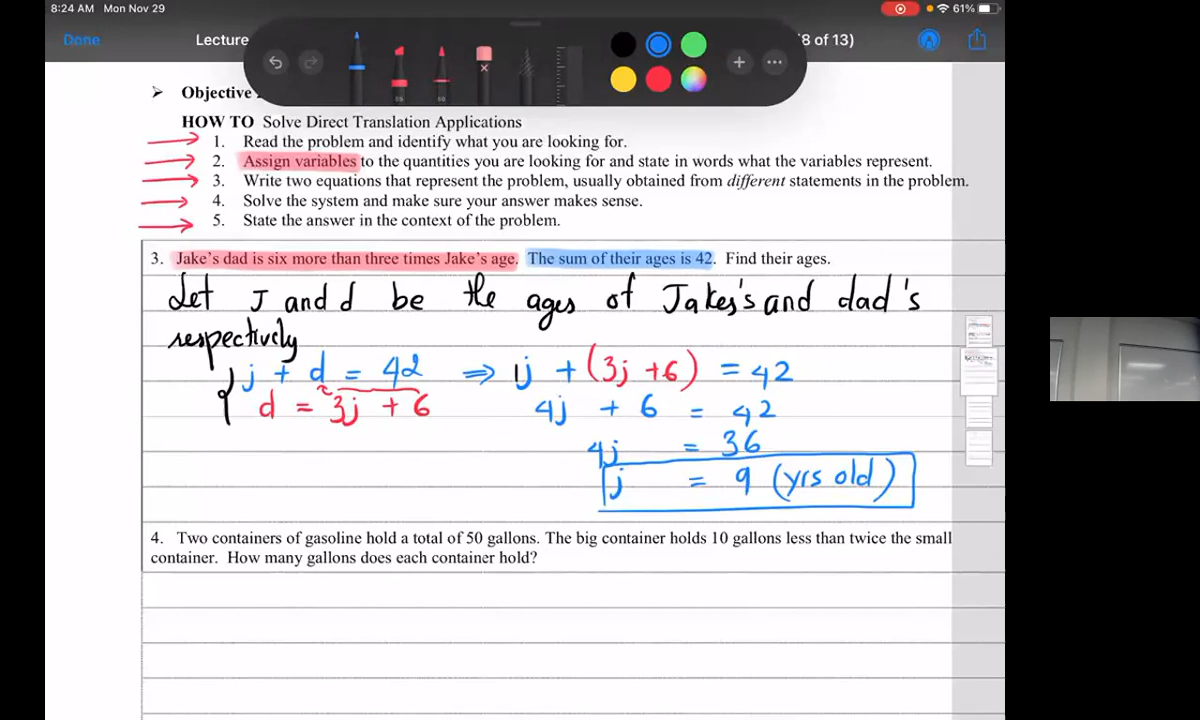 8:24 AM Mon Nov 29
61%
Done
Lecture
8 of 13)
Objective
HOW TO Solve Direct Translation Applications
1. Read the problem and identify what you are looking for.
2. Assign variables to the quantities you are looking for and state in words what the variables represent.
3. Write two equations that represent the problem, usually obtained from different statements in the problem.
4. Solve the system and make sure your answer makes sense.
5. State the answer in the context of the problem.
3. Jake's dad is six more than three times Jake's age. The sum of their ages is 42. Find their ages.
Let J and d be the ages of Jakes's and dad's
respectively
j + d = 42 ⇒ 1j + (3j + 6) = 42
d = 3j + 6 4j + 6 = 42
4j = 36
j = 9 (yrs old)
4. Two containers of gasoline hold a total of 50 gallons. The big container holds 10 gallons less than twice the small
container. How many gallons does each container hold?